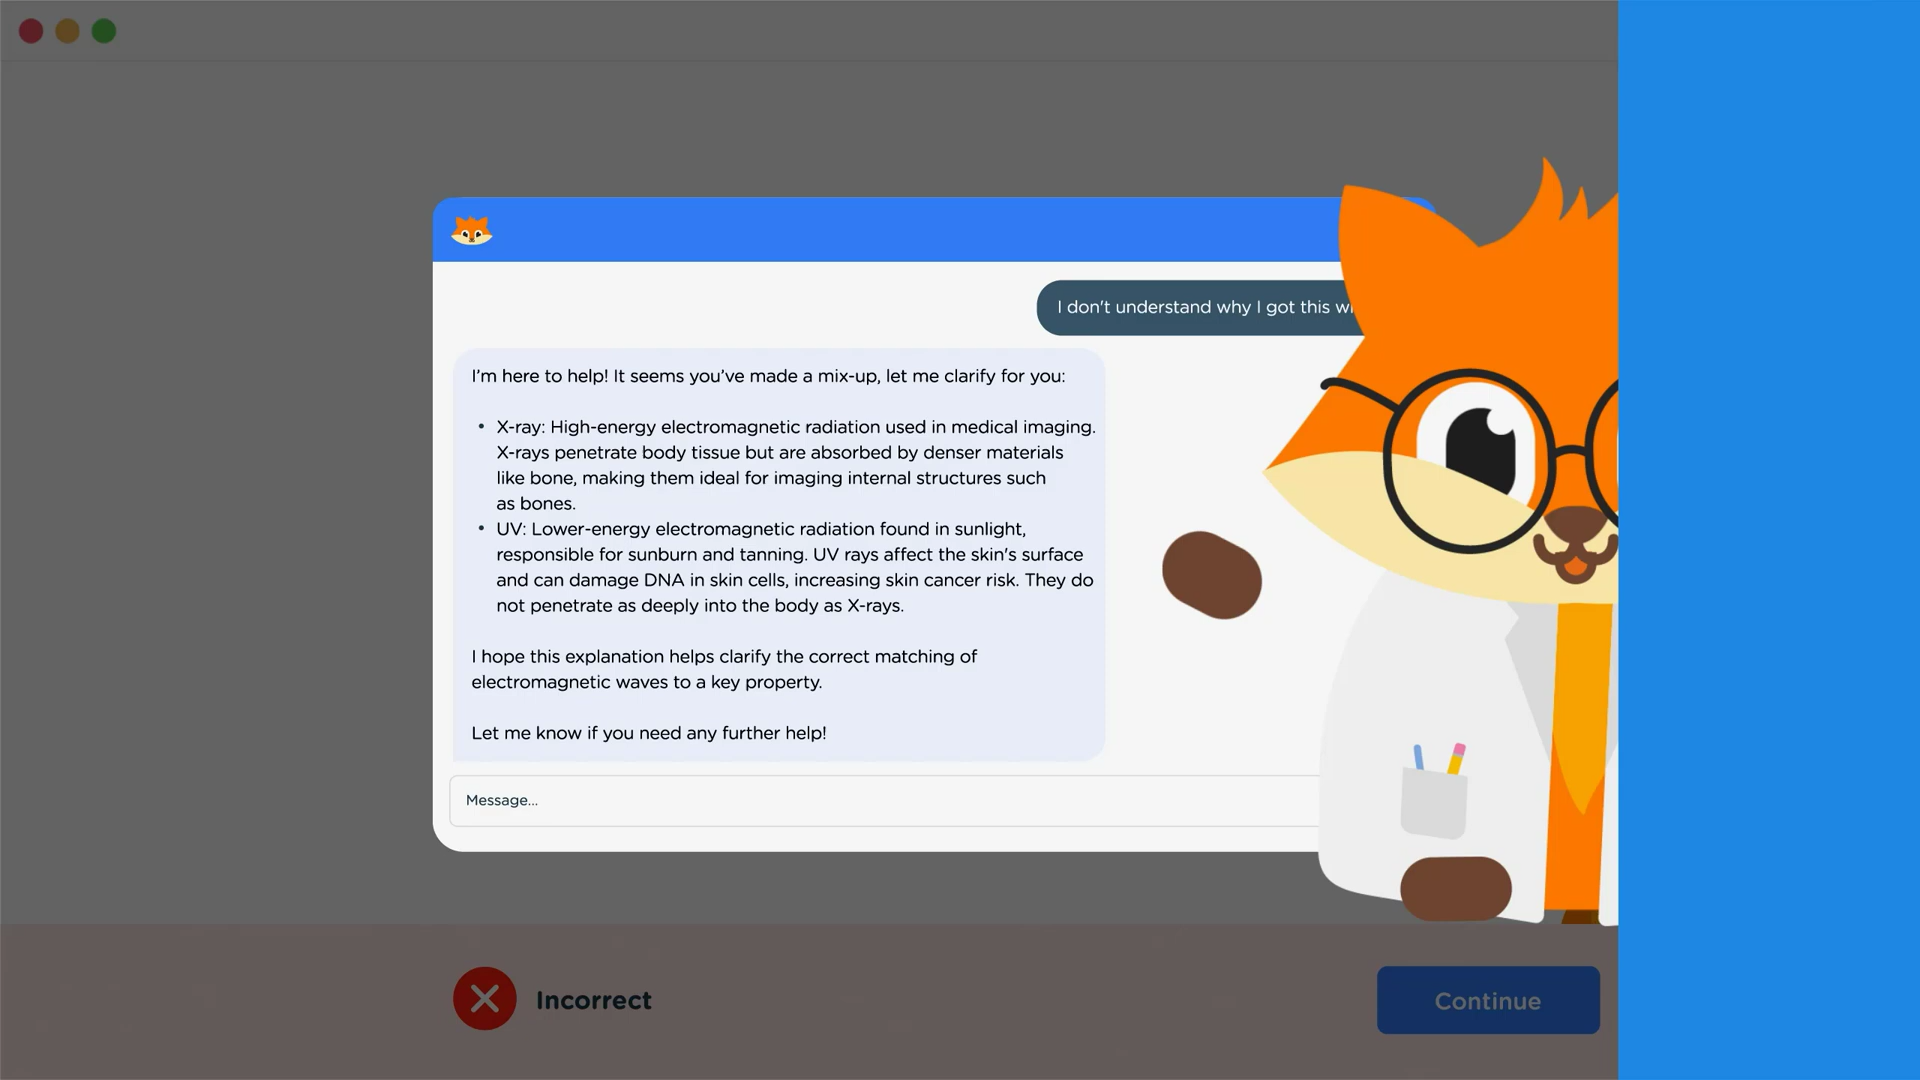 I don't understand why I got this
I'm here to help! It seems you've made a mix-up, let me clarify for you:
• X-ray: High-energy electromagnetic radiation used in medical imaging.
X-rays penetrate body tissue but are absorbed by denser materials
like bone, making them ideal for imaging internal structures such
as bones.
• UV: Lower-energy electromagnetic radiation found in sunlight,
responsible for sunburn and tanning. UV rays affect the skin's surface
and can damage DNA in skin cells, increasing skin cancer risk. They do
not penetrate as deeply into the body as X-rays.
I hope this explanation helps clarify the correct matching of
electromagnetic waves to a key property.
Let me know if you need any further help!
Message...
Incorrect
Continue